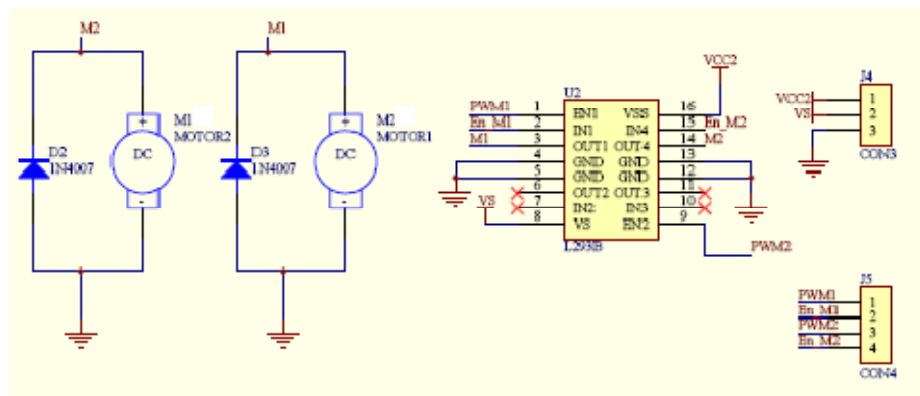 M2
M1
D2
1N4007
+
DC
-
M1
MOTOR2
D3
1N4007
+
DC
-
M2
MOTOR1
VCC2
U2
PWM1 1 EN1 VSS 16
En_M1 2 IN1 IN4 15 En_M2
M1 3 OUT1 OUT4 14 M2
4 GND GND 13
5 GND GND 12
6 OUT2 OUT3 11
7 IN2 IN3 10
VS 8 VS EN2 9
L293B
PWM2
J4
VCC2 1
VS 2
3
CON3
J5
PWM1 1
En_M1 2
PWM2 3
En_M2 4
CON4